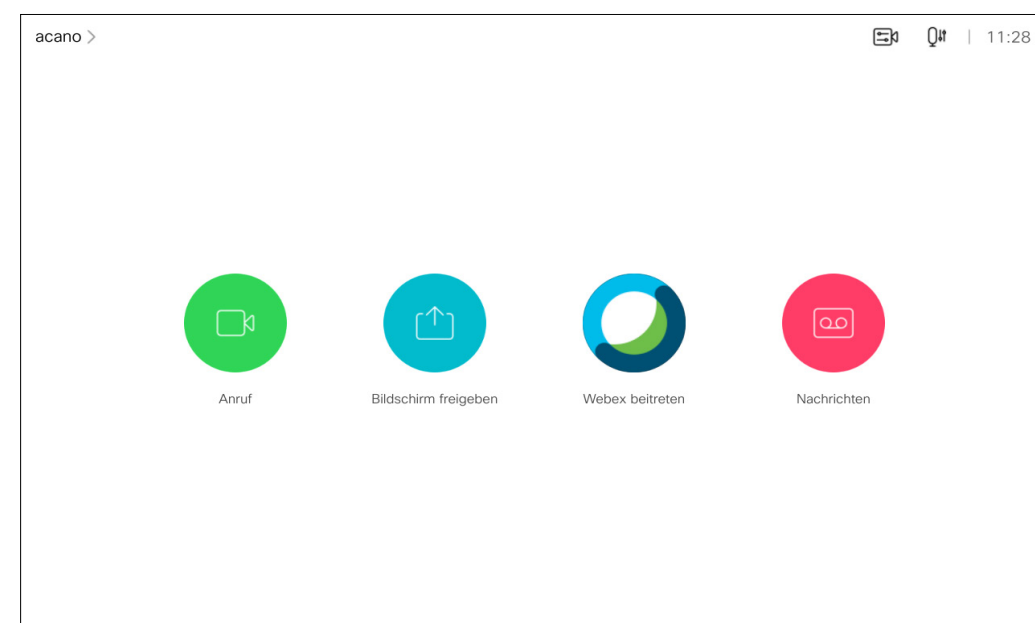 acano
11:28
Anruf
Bildschirm freigeben
Webex beitreten
Nachrichten